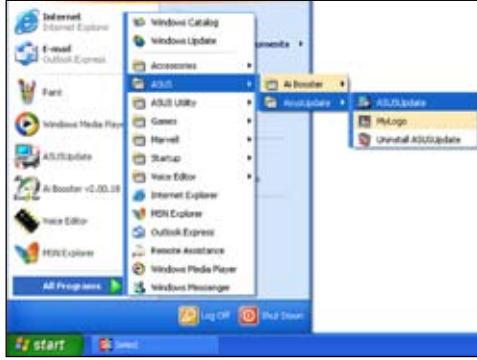 Internet
Internet Explorer
E-mail
Outlook Express
Paint
Windows Media Play
ASUSUpdate
Ai Booster v2.00.18
Voice Editor
MSN Explorer
All Programs
Windows Catalog
Windows Update
Accessories
ASUS
ASUS Utility
Games
Marvell
Startup
Voice Editor
Internet Explorer
MSN Explorer
Outlook Express
Remote Assistance
Windows Media Player
Windows Messenger
uments
Ai Booster
AsusUpdate
ASUSUpdate
MyLogo
Uninstall ASUSUpdate
Log Off
Shut Down
start
Select